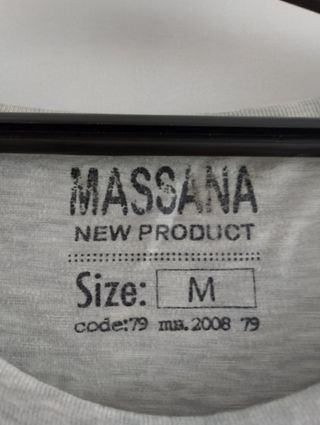 MASSANA
NEW PRODUCT
Size: M
code:79 ma.2008 79